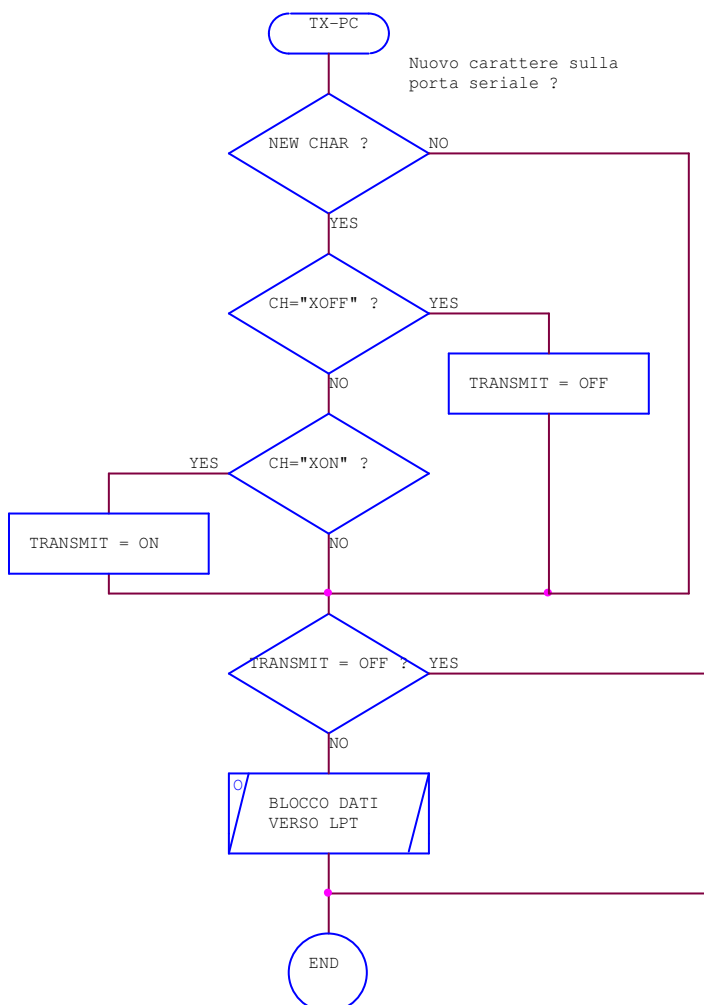 TX-PC
Nuovo carattere sulla
porta seriale ?
NEW CHAR ?
NO
YES
CH="XOFF" ?
YES
NO
TRANSMIT = OFF
CH="XON" ?
YES
NO
TRANSMIT = ON
TRANSMIT = OFF ?
YES
NO
O
BLOCCO DATI
VERSO LPT
END